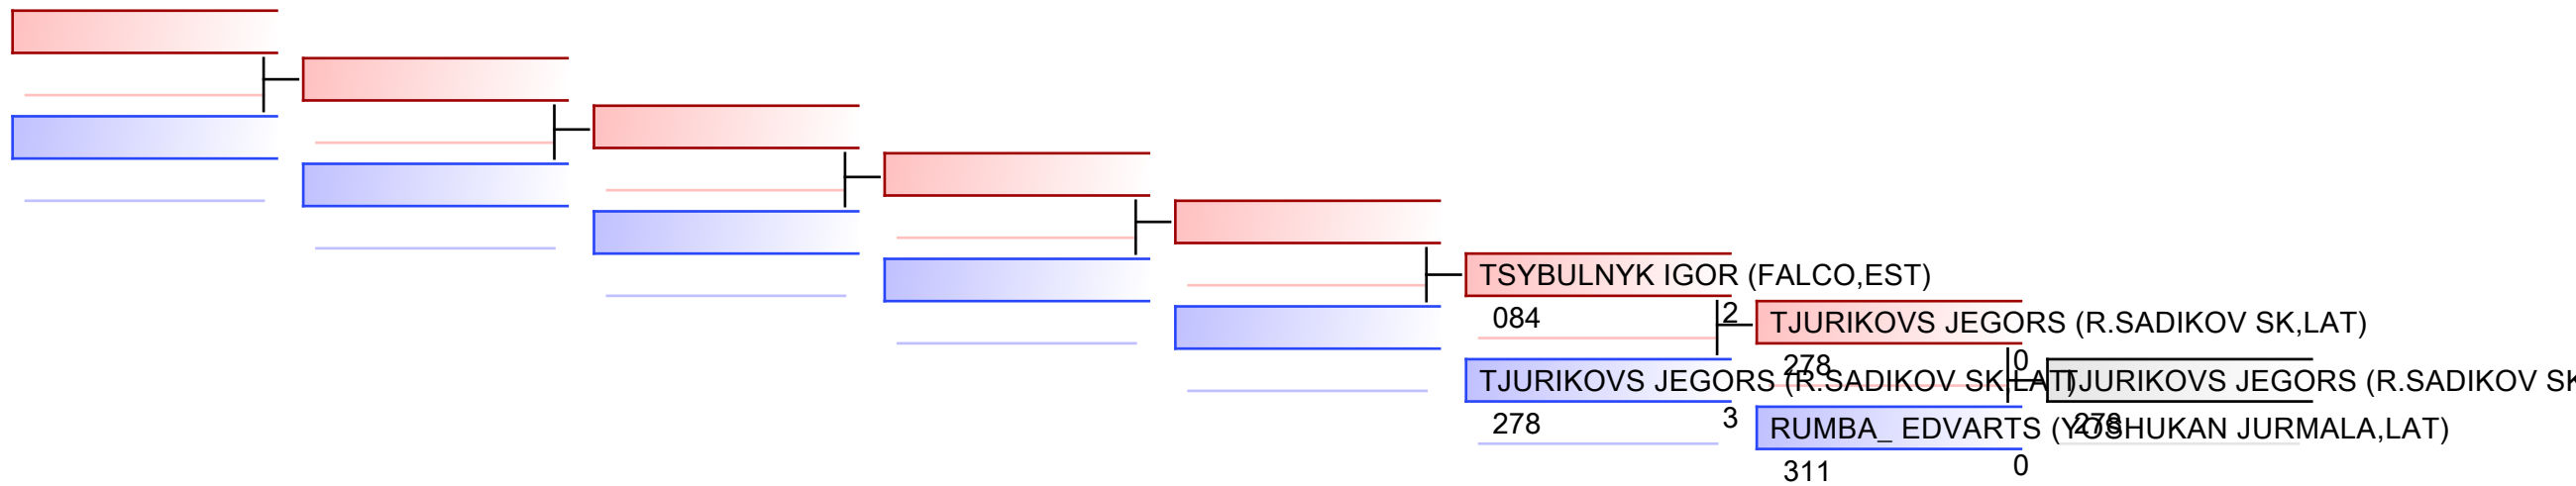 TSYBULNYK IGOR (FALCO,EST)
084
2
TJURIKOVS JEGORS (R.SADIKOV SK,LAT)
278
0
TJURIKOVS JEGORS (R.SADIKOV SK,LAT)
278
3
TJURIKOVS JEGORS (R.SADIKOV SK
278
RUMBA_ EDVARTS (YOSHUKAN JURMALA,LAT)
311
0